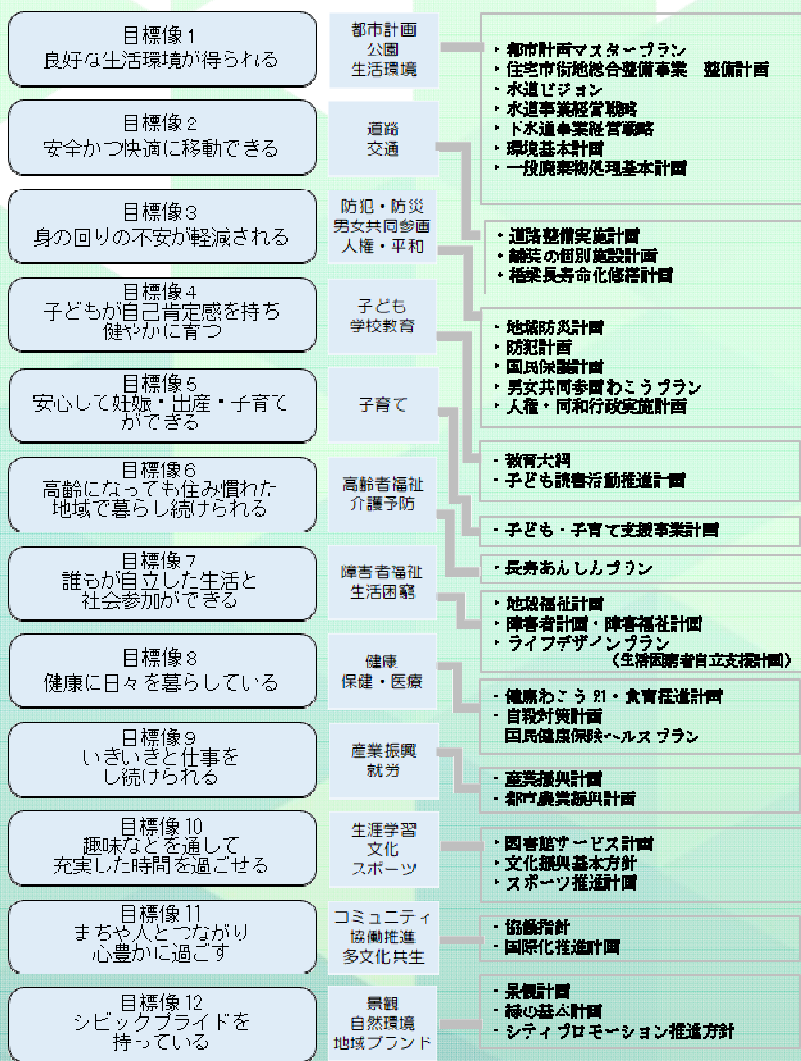 目標像1
良好な生活環境が得られる
都市計画
公園
生活環境
・都市計画マスタープラン
・住宅市街地総合整備事業 整備計画
・水道ビジョン
・水道事業経営戦略
・下水道事業経営戦略
・環境基本計画
・一般廃棄物処理基本計画
目標像2
安全かつ快適に移動できる
道路
交通
・道路整備実施計画
・舗装の個別施設計画
・橋梁長寿命化修繕計画
目標像3
身の回りの不安が軽減される
防犯・防災
男女共同参画
人権・平和
・地域防災計画
・防犯計画
・国民保護計画
・男女共同参画わこうプラン
・人権・同和行政実施計画
目標像4
子どもが自己肯定感を持ち
健やかに育つ
子ども
学校教育
・教育大綱
・子ども読書活動推進計画
目標像5
安心して妊娠・出産・子育て
ができる
子育て
・子ども・子育て支援事業計画
目標像6
高齢になっても住み慣れた
地域で暮らし続けられる
高齢者福祉
介護予防
・長寿あんしんプラン
目標像7
誰もが自立した生活と
社会参加ができる
障害者福祉
生活困窮
・地域福祉計画
・障害者計画・障害福祉計画
・ライフデザインプラン
（生活困窮者自立支援計画）
目標像8
健康に日々を暮らしている
健康
保健・医療
・健康わこう21・食育推進計画
・自殺対策計画
国民健康保険ヘルスプラン
目標像9
いきいきと仕事を
し続けられる
産業振興
就労
・産業振興計画
・都市農業振興計画
目標像10
趣味などを通して
充実した時間を過ごせる
生涯学習
文化
スポーツ
・図書館サービス計画
・文化振興基本方針
・スポーツ推進計画
目標像11
まちや人とつながり
心豊かに過ごす
コミュニティ
協働推進
多文化共生
・協働指針
・国際化推進計画
目標像12
シビックプライドを
持っている
景観
自然環境
地域ブランド
・景観計画
・緑の基本計画
・シティプロモーション推進方針